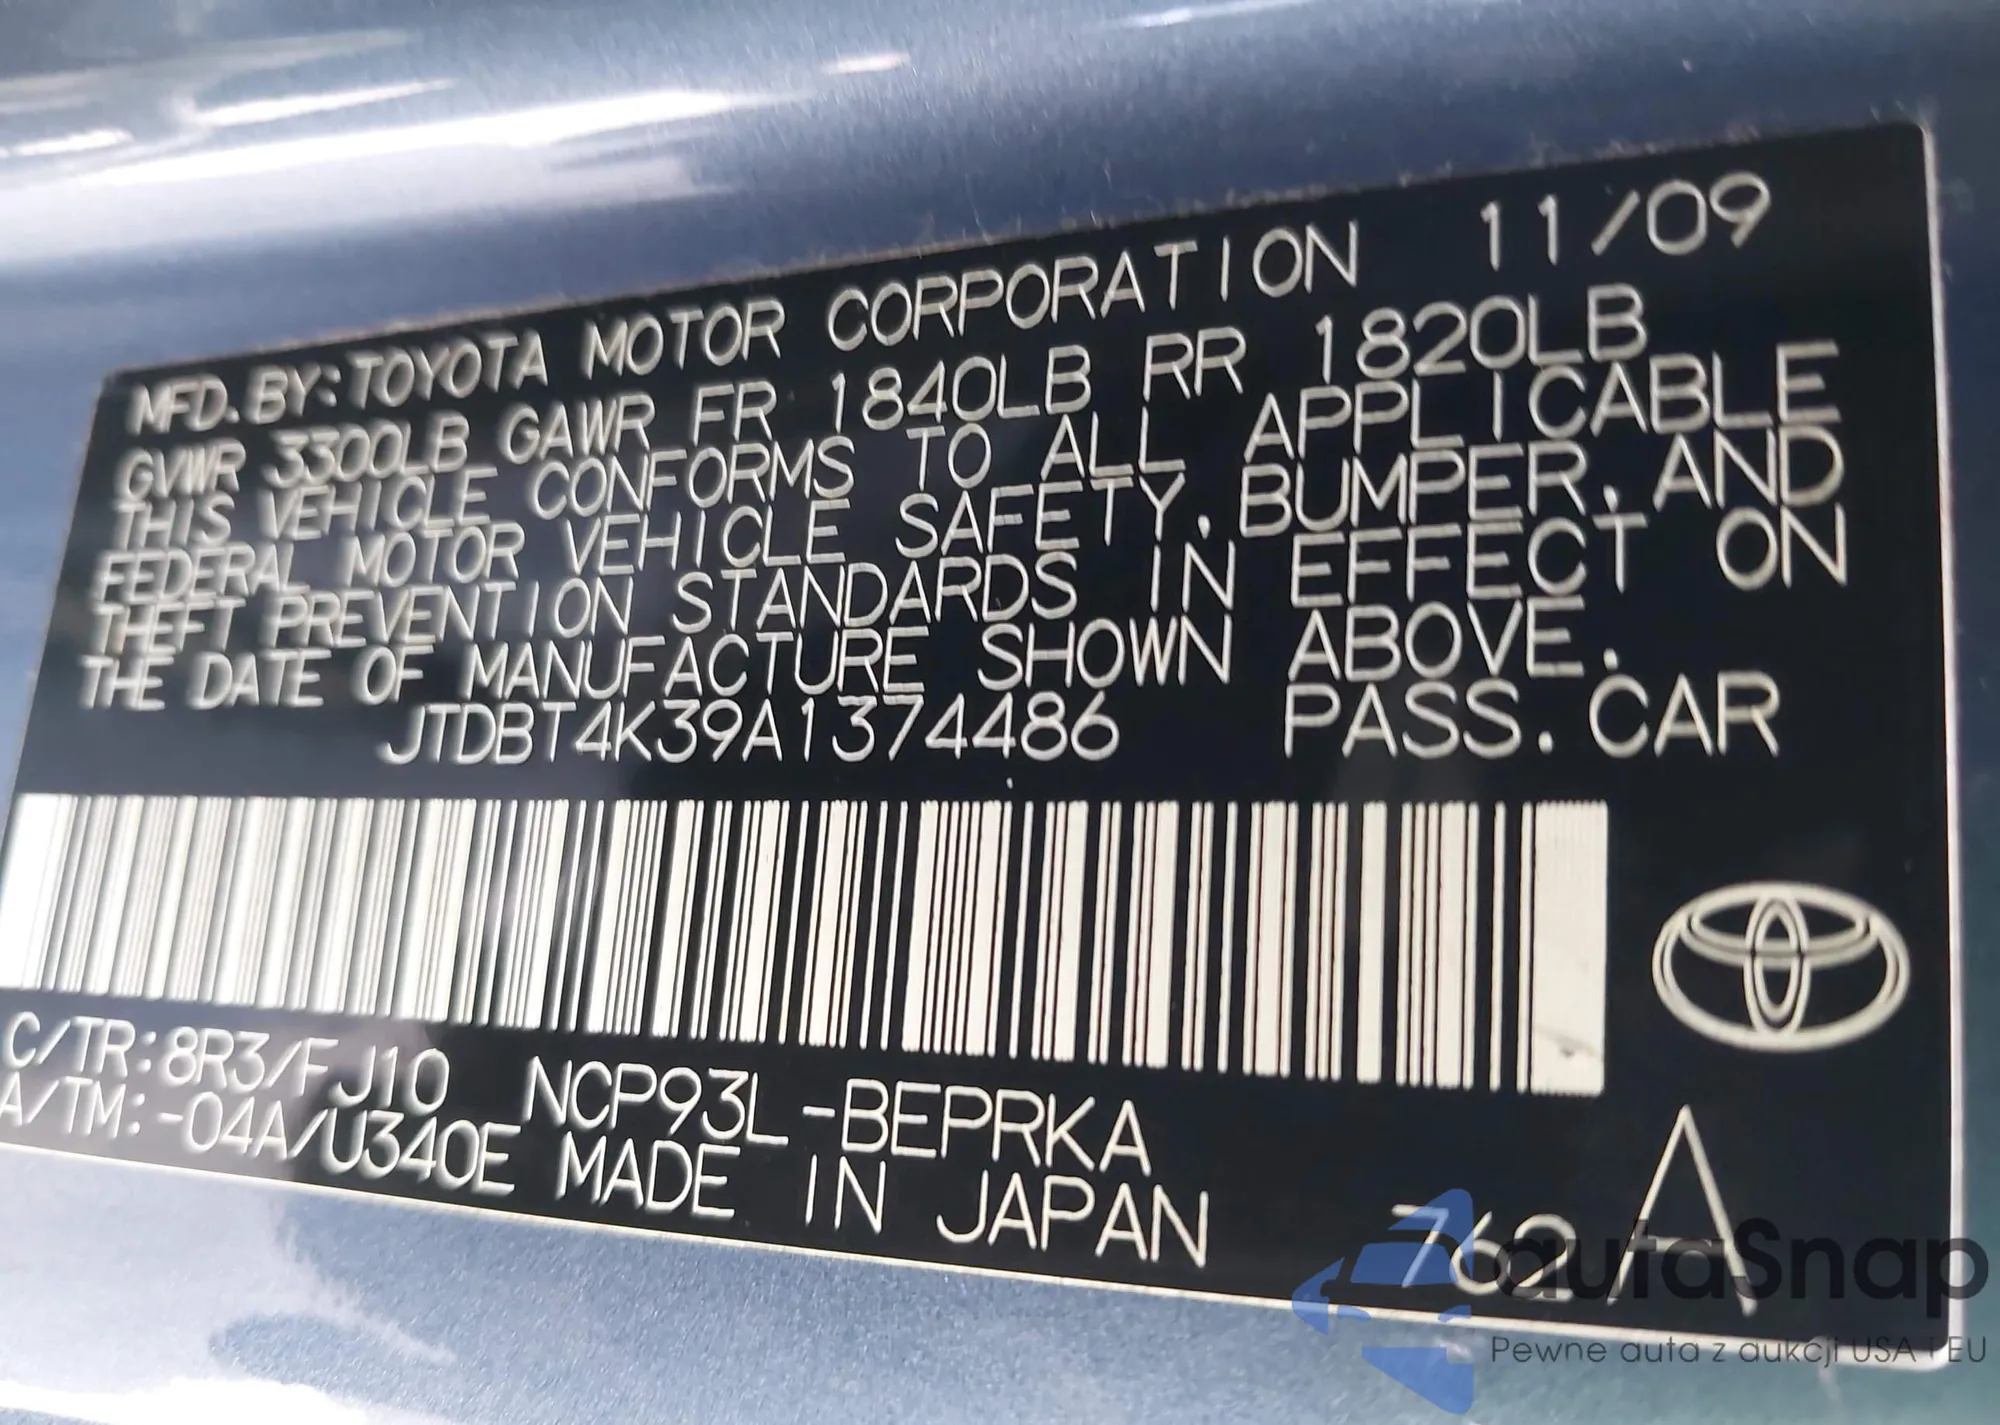 MFD.BY:TOYOTA MOTOR CORPORATION 11/09
GVWR 3300LB GAWR FR 1840LB RR 1820LB
THIS VEHICLE CONFORMS TO ALL APPLICABLE
FEDERAL MOTOR VEHICLE SAFETY,BUMPER,AND
THEFT PREVENTION STANDARDS IN EFFECT ON
THE DATE OF MANUFACTURE SHOWN ABOVE.
JTDBT4K39A1374486 PASS.CAR
C/TR:8R3/FJ10 NCP93L-BEPRKA
A/TM:-04A/U340E MADE IN JAPAN
762 A
autaSnap
Pewne auta z aukcji USA i EU